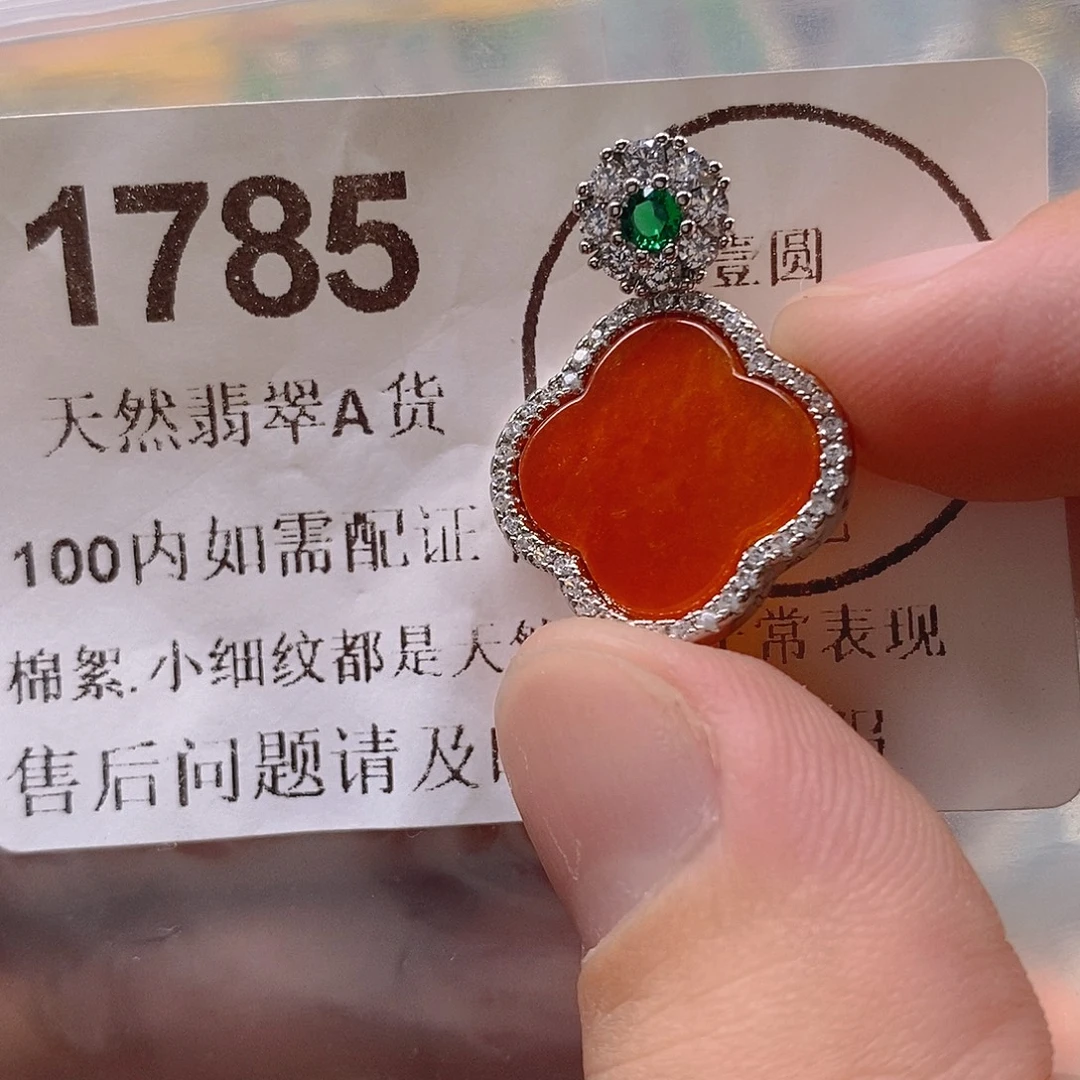 1785
壹圆
天然翡翠A货
100内如需配证
棉絮.小细纹都是天然 常表现
售后问题请及